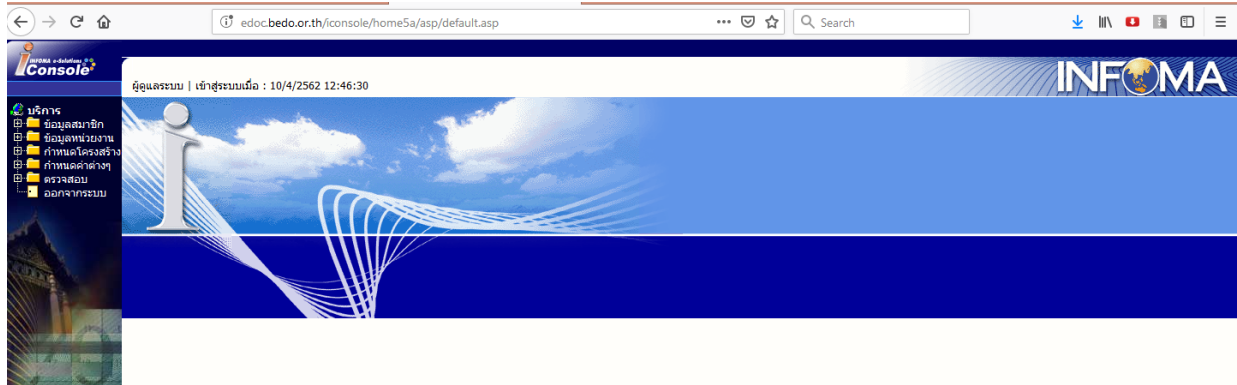 edoc.bedo.or.th/iconsole/home5a/asp/default.asp
Search
INFOMA e-Solutions
iConsole
INFOMA
ผู้ดูแลระบบ | เข้าสู่ระบบเมื่อ : 10/4/2562 12:46:30
บริการ
ข้อมูลสมาชิก
ข้อมูลหน่วยงาน
กำหนดโครงสร้าง
กำหนดค่าต่างๆ
ตรวจสอบ
ออกจากระบบ
i